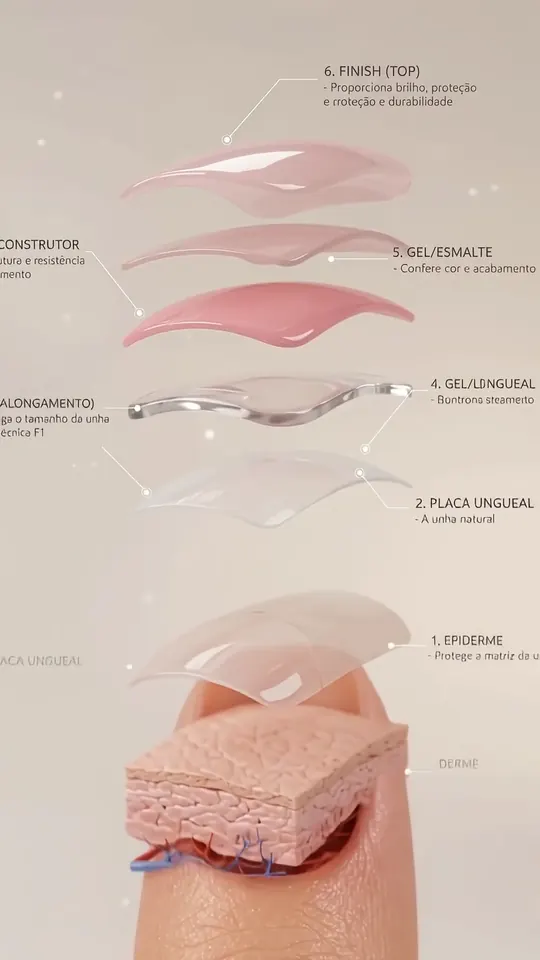 6. FINISH (TOP)
- Proporciona brilho, proteção
e rroteção e durabilidade
CONSTRUTOR
utura e resistência
mento
5. GEL/ESMALTE
- Confere cor e acabamento
ALONGAMENTO)
ga o tamanho da unha
écnica F1
4. GEL/LINGUEAL
- Bontrona steamerto
2. PLACA UNGUEAL
- A unha natural
1. EPIDERME
- Protege a matriz da u
ACA UNGUEAL
DERME